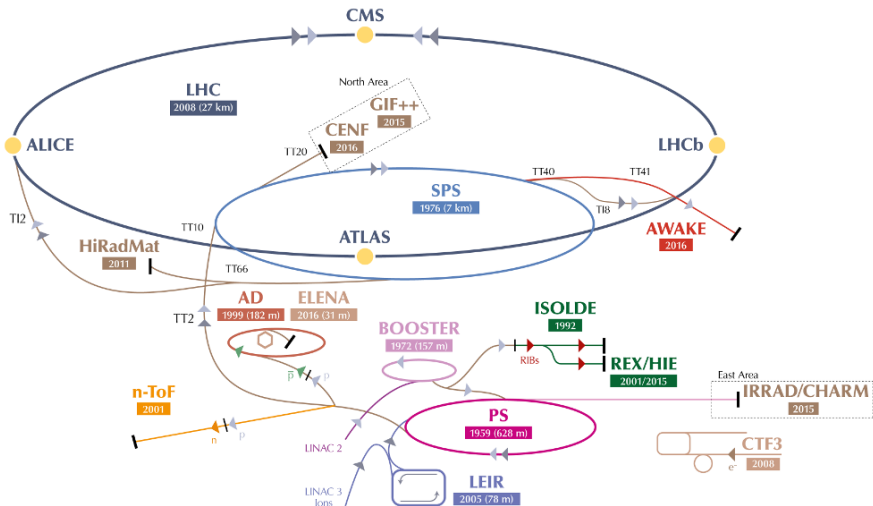 CMS
North Area
LHC
2008 (27 km)
GIF++
2015
CENF
2016
TT20
ALICE
LHCb
TT40
TT41
SPS
1976 (7 km)
TI8
TI2
TT10
AWAKE
2016
ATLAS
HiRadMat
2011
TT66
AD
1999 (182 m)
ELENA
2016 (31 m)
TT2
ISOLDE
1992
BOOSTER
1972 (157 m)
RIBs
REX/HIE
2001/2015
p̅
p
East Area
IRRAD/CHARM
2015
n-ToF
2001
n
p
PS
1959 (628 m)
LINAC 2
CTF3
2008
e-
LEIR
2005 (78 m)
LINAC 3
Ions